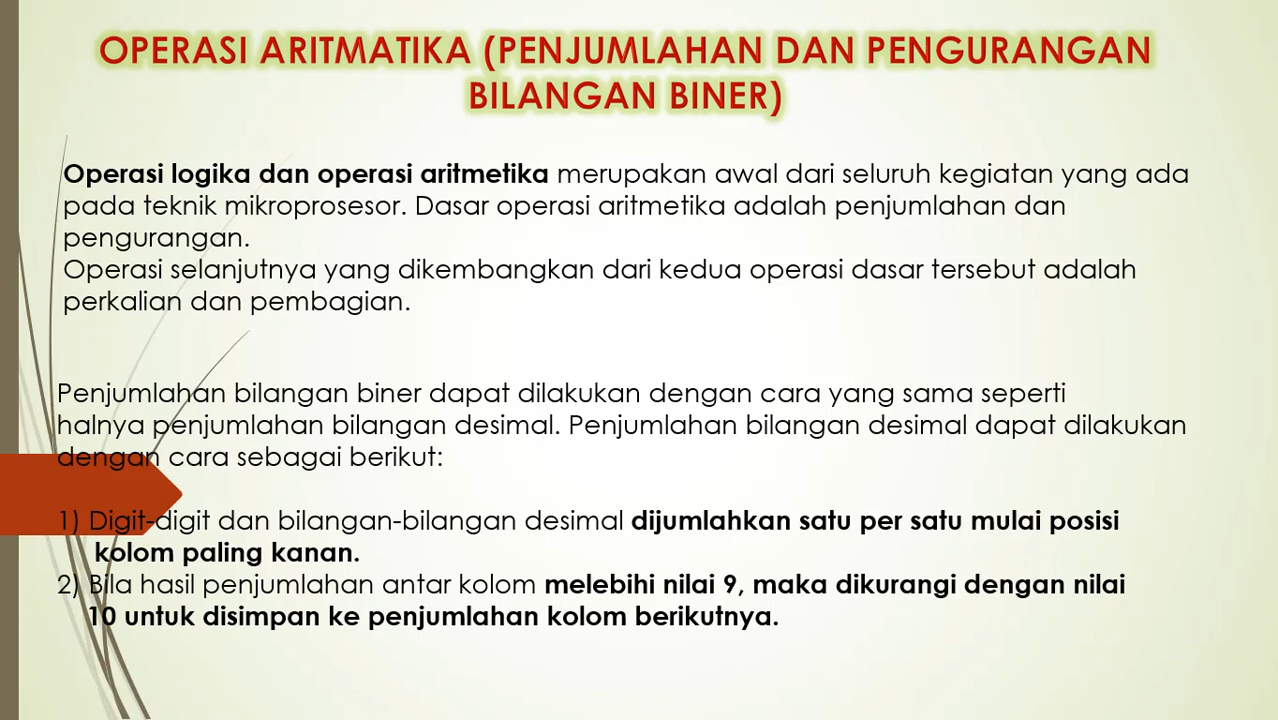 OPERASI ARITMATIKA (PENJUMLAHAN DAN PENGURANGAN
BILANGAN BINER)
Operasi logika dan operasi aritmetika merupakan awal dari seluruh kegiatan yang ada
pada teknik mikroprosesor. Dasar operasi aritmetika adalah penjumlahan dan
pengurangan.
Operasi selanjutnya yang dikembangkan dari kedua operasi dasar tersebut adalah
perkalian dan pembagian.
Penjumlahan bilangan biner dapat dilakukan dengan cara yang sama seperti
halnya penjumlahan bilangan desimal. Penjumlahan bilangan desimal dapat dilakukan
dengan cara sebagai berikut:
1) Digit-digit dan bilangan-bilangan desimal dijumlahkan satu per satu mulai posisi
kolom paling kanan.
2) Bila hasil penjumlahan antar kolom melebihi nilai 9, maka dikurangi dengan nilai
10 untuk disimpan ke penjumlahan kolom berikutnya.